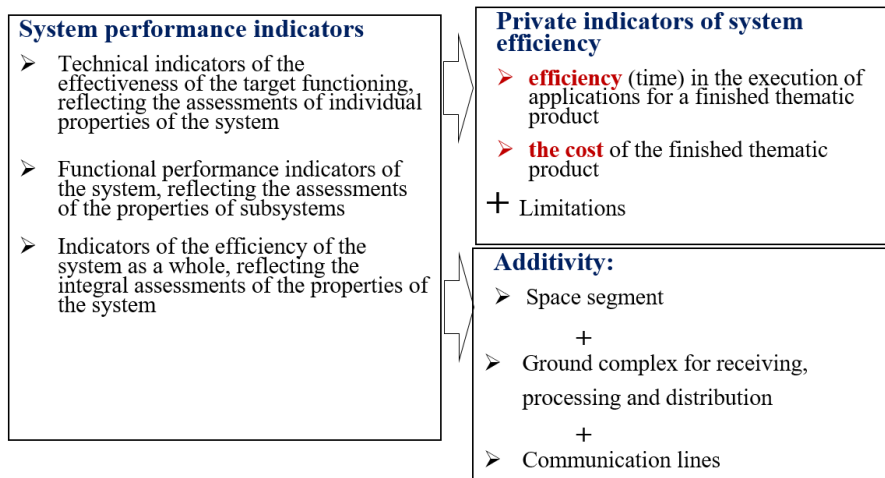 System performance indicators
➢ Technical indicators of the
effectiveness of the target functioning,
reflecting the assessments of individual
properties of the system
➢ Functional performance indicators of
the system, reflecting the assessments
of the properties of subsystems
➢ Indicators of the efficiency of the
system as a whole, reflecting the
integral assessments of the properties of
the system
Private indicators of system
efficiency
➢ efficiency (time) in the execution of
applications for a finished thematic
product
➢ the cost of the finished thematic
product
+ Limitations
Additivity:
➢ Space segment
+
➢ Ground complex for receiving,
processing and distribution
+
➢ Communication lines